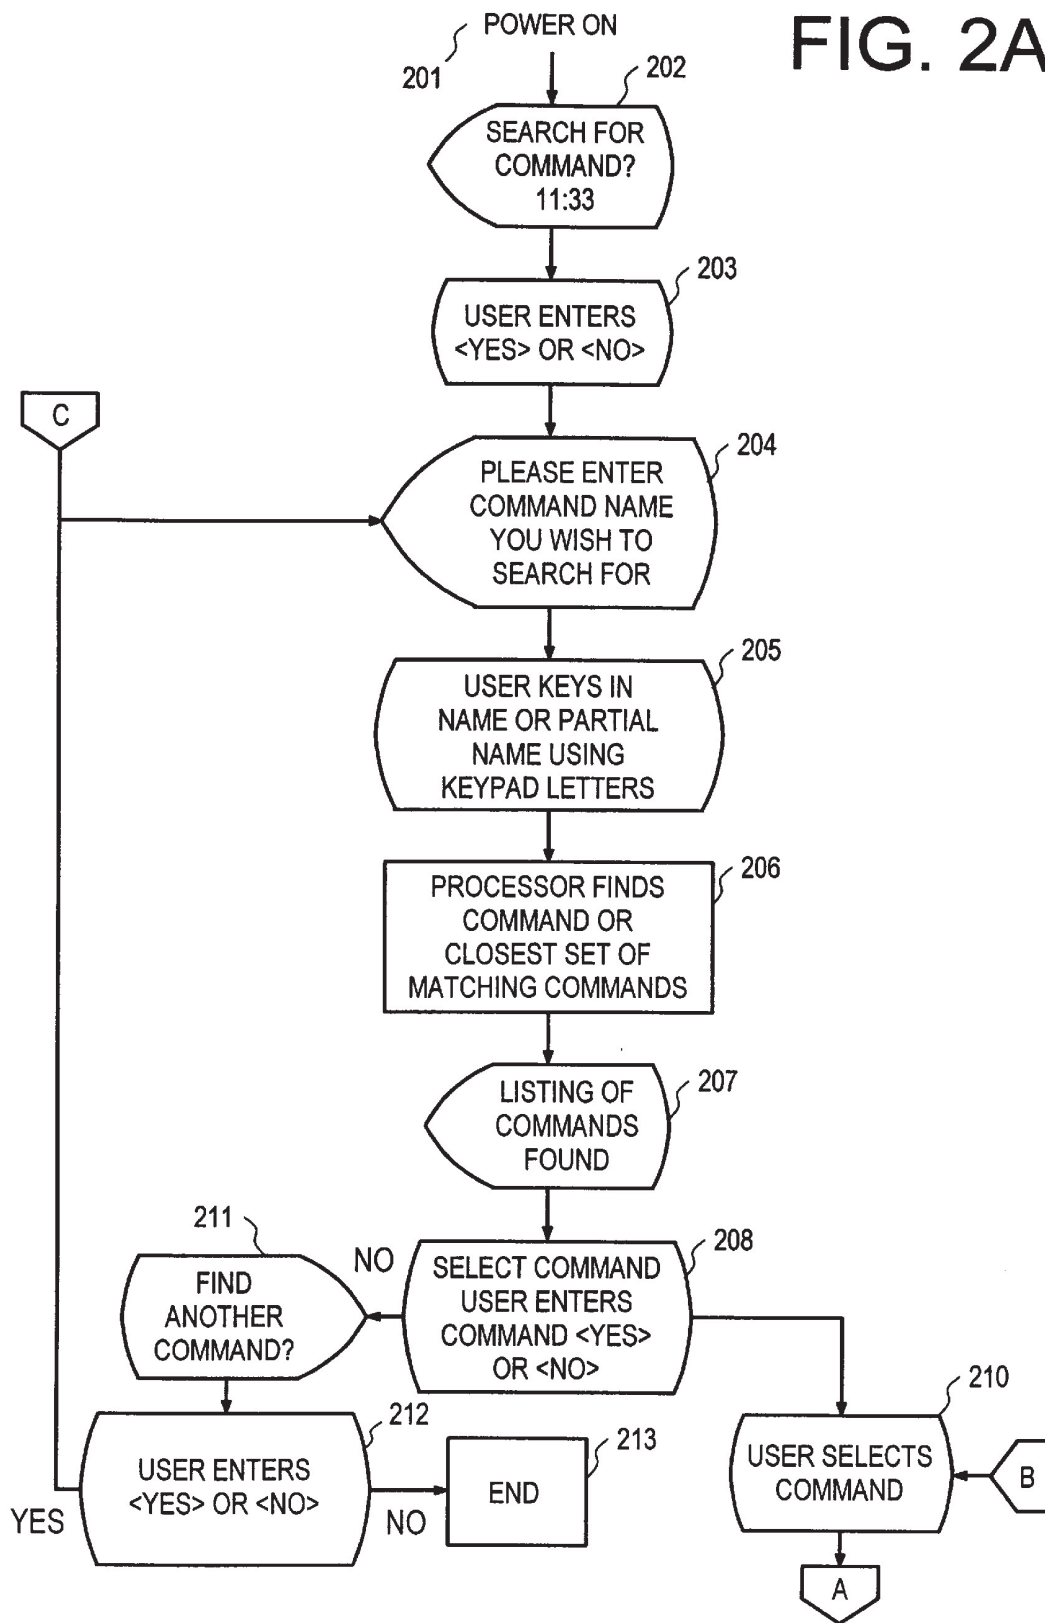 FIG. 2A
POWER ON
201
202
SEARCH FOR
COMMAND?
11:33
203
USER ENTERS
<YES> OR <NO>
C
204
PLEASE ENTER
COMMAND NAME
YOU WISH TO
SEARCH FOR
205
USER KEYS IN
NAME OR PARTIAL
NAME USING
KEYPAD LETTERS
206
PROCESSOR FINDS
COMMAND OR
CLOSEST SET OF
MATCHING COMMANDS
207
LISTING OF
COMMANDS
FOUND
208
SELECT COMMAND
USER ENTERS
COMMAND <YES>
OR <NO>
NO
211
FIND
ANOTHER
COMMAND?
212
USER ENTERS
<YES> OR <NO>
YES
NO
213
END
210
USER SELECTS
COMMAND
B
A